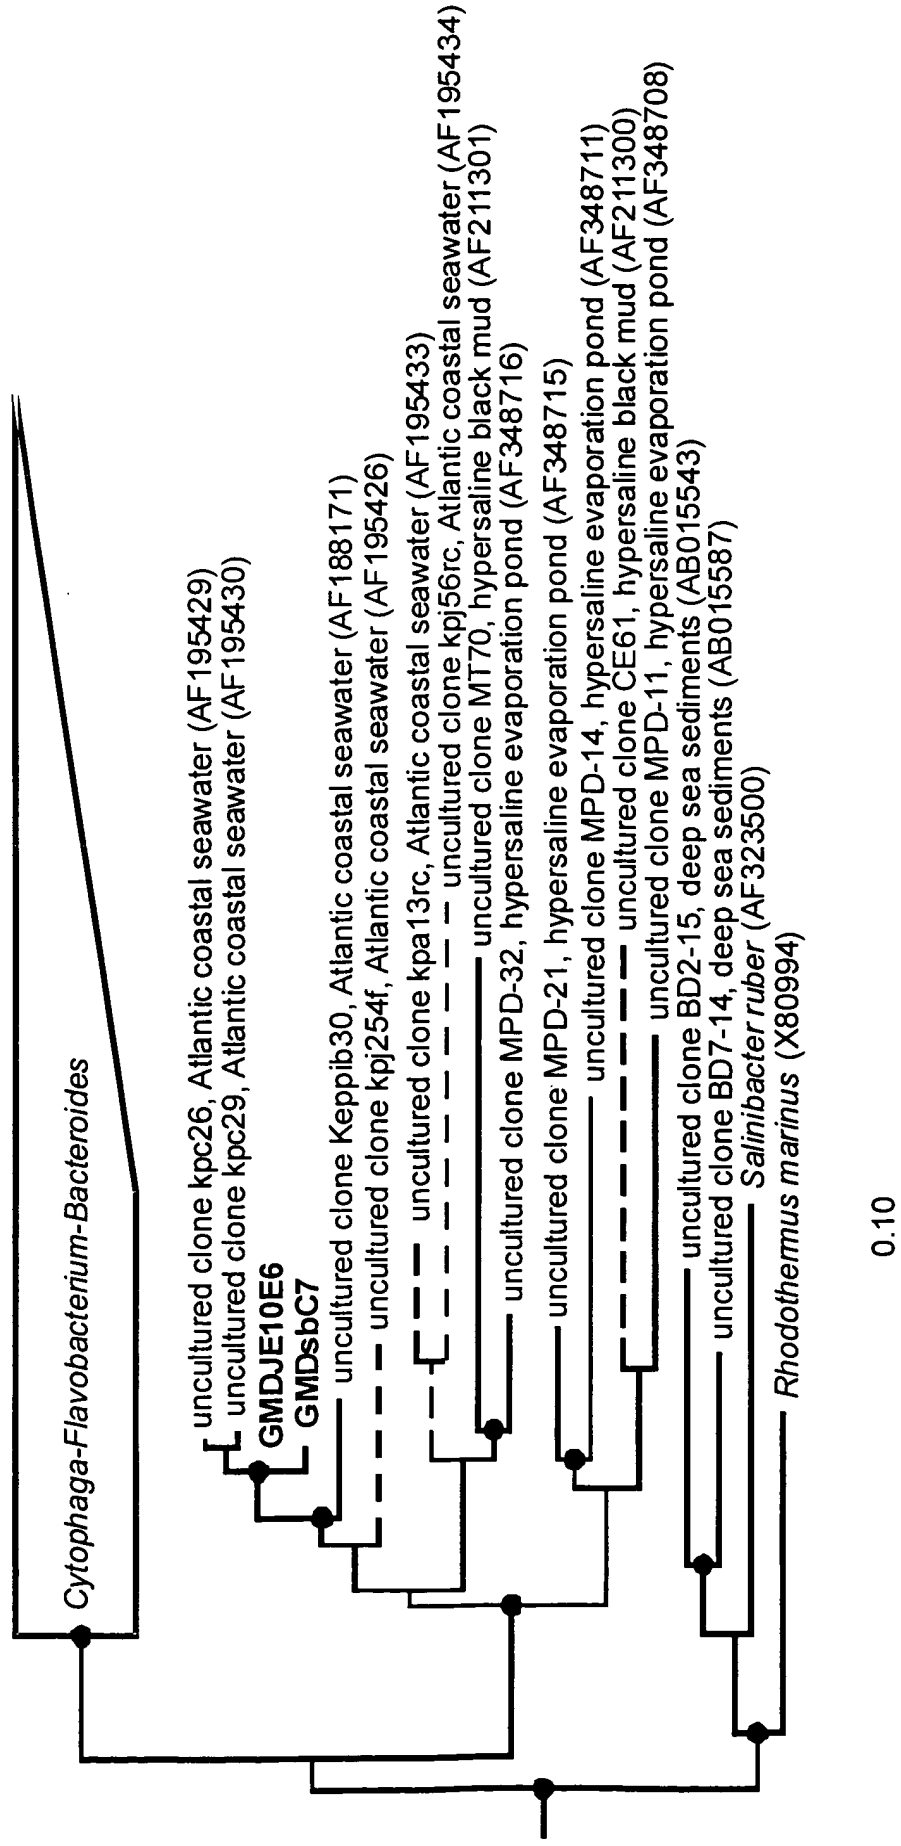 Cytophaga-Flavobacterium-Bacteroides
uncultured clone kpc26, Atlantic coastal seawater (AF195429)
uncultured clone kpc29, Atlantic coastal seawater (AF195430)
GMDJE10E6
GMDsbC7
uncultured clone Keppib30, Atlantic coastal seawater (AF188171)
uncultured clone kpj254f, Atlantic coastal seawater (AF195426)
uncultured clone kpa13rc, Atlantic coastal seawater (AF195433)
uncultured clone kpj56rc, Atlantic coastal seawater (AF195434)
uncultured clone MT70, hypersaline black mud (AF211301)
uncultured clone MPD-32, hypersaline evaporation pond (AF348716)
uncultured clone MPD-21, hypersaline evaporation pond (AF348715)
uncultured clone MPD-14, hypersaline evaporation pond (AF348711)
uncultured clone CE61, hypersaline black mud (AF211300)
uncultured clone MPD-11, hypersaline evaporation pond (AF348708)
uncultured clone BD2-15, deep sea sediments (AB015543)
uncultured clone BD7-14, deep sea sediments (AB015587)
Salinibacter ruber (AF323500)
Rhodothermus marinus (X80994)
0.10